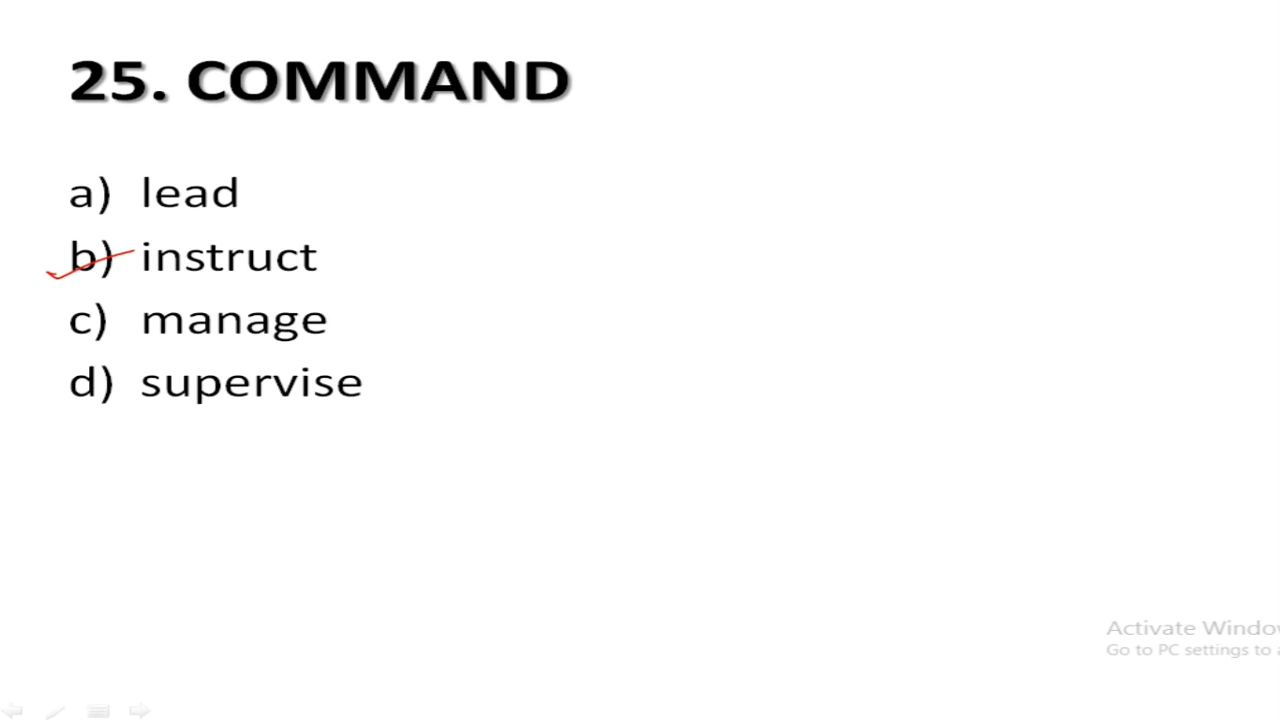 25. COMMAND
a) lead
b) instruct
c) manage
d) supervise
Activate Windo
Go to PC settings to